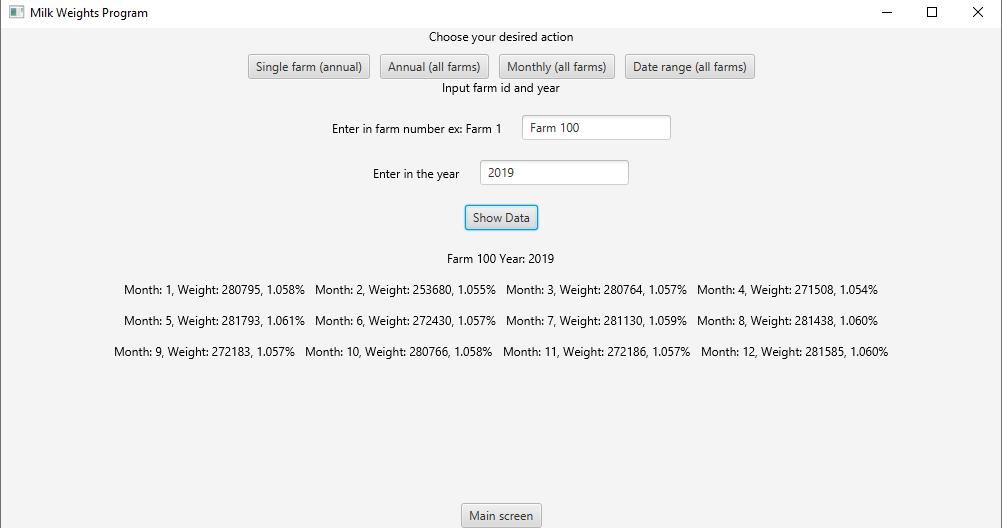 Milk Weights Program
Choose your desired action
Single farm (annual) Annual (all farms) Monthly (all farms) Date range (all farms)
Input farm id and year
Enter in farm number ex: Farm 1 Farm 100
Enter in the year 2019
Show Data
Farm 100 Year: 2019
Month: 1, Weight: 280795, 1.058% Month: 2, Weight: 253680, 1.055% Month: 3, Weight: 280764, 1.057% Month: 4, Weight: 271508, 1.054%
Month: 5, Weight: 281793, 1.061% Month: 6, Weight: 272430, 1.057% Month: 7, Weight: 281130, 1.059% Month: 8, Weight: 281438, 1.060%
Month: 9, Weight: 272183, 1.057% Month: 10, Weight: 280766, 1.058% Month: 11, Weight: 272186, 1.057% Month: 12, Weight: 281585, 1.060%
Main screen